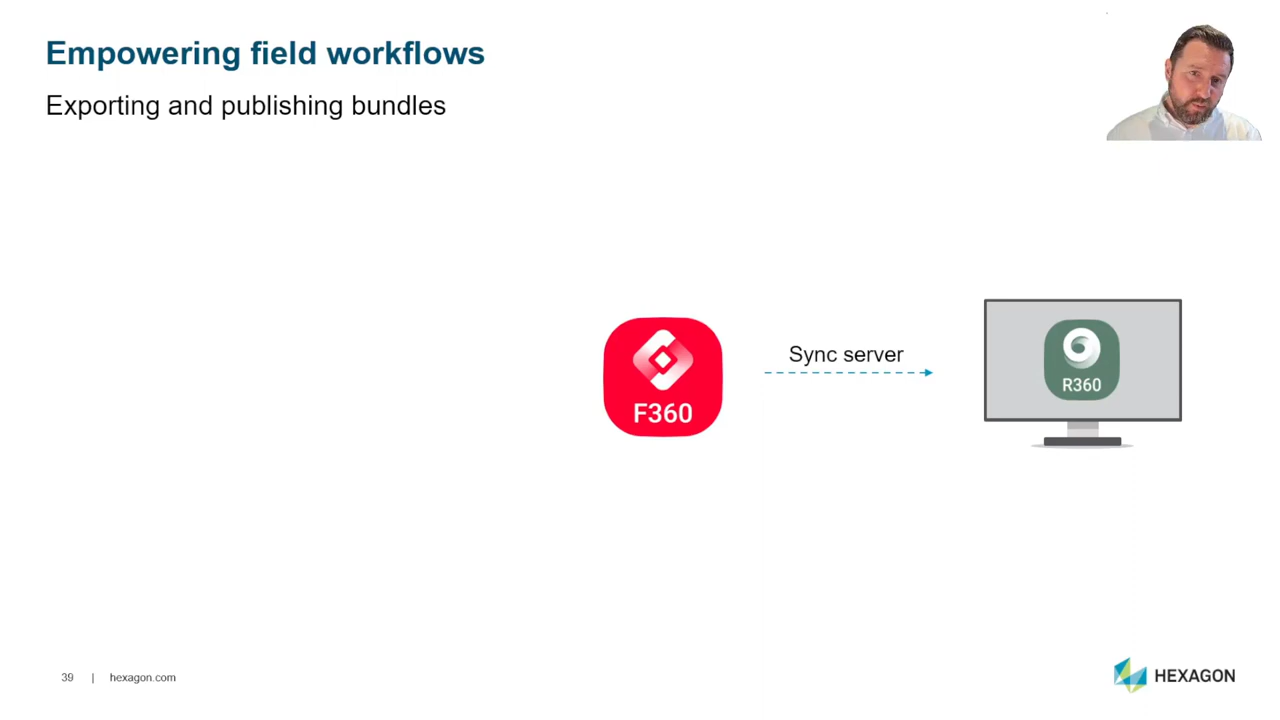 Empowering field workflows
Exporting and publishing bundles
Sync server
F360
R360
39 | hexagon.com
HEXAGON